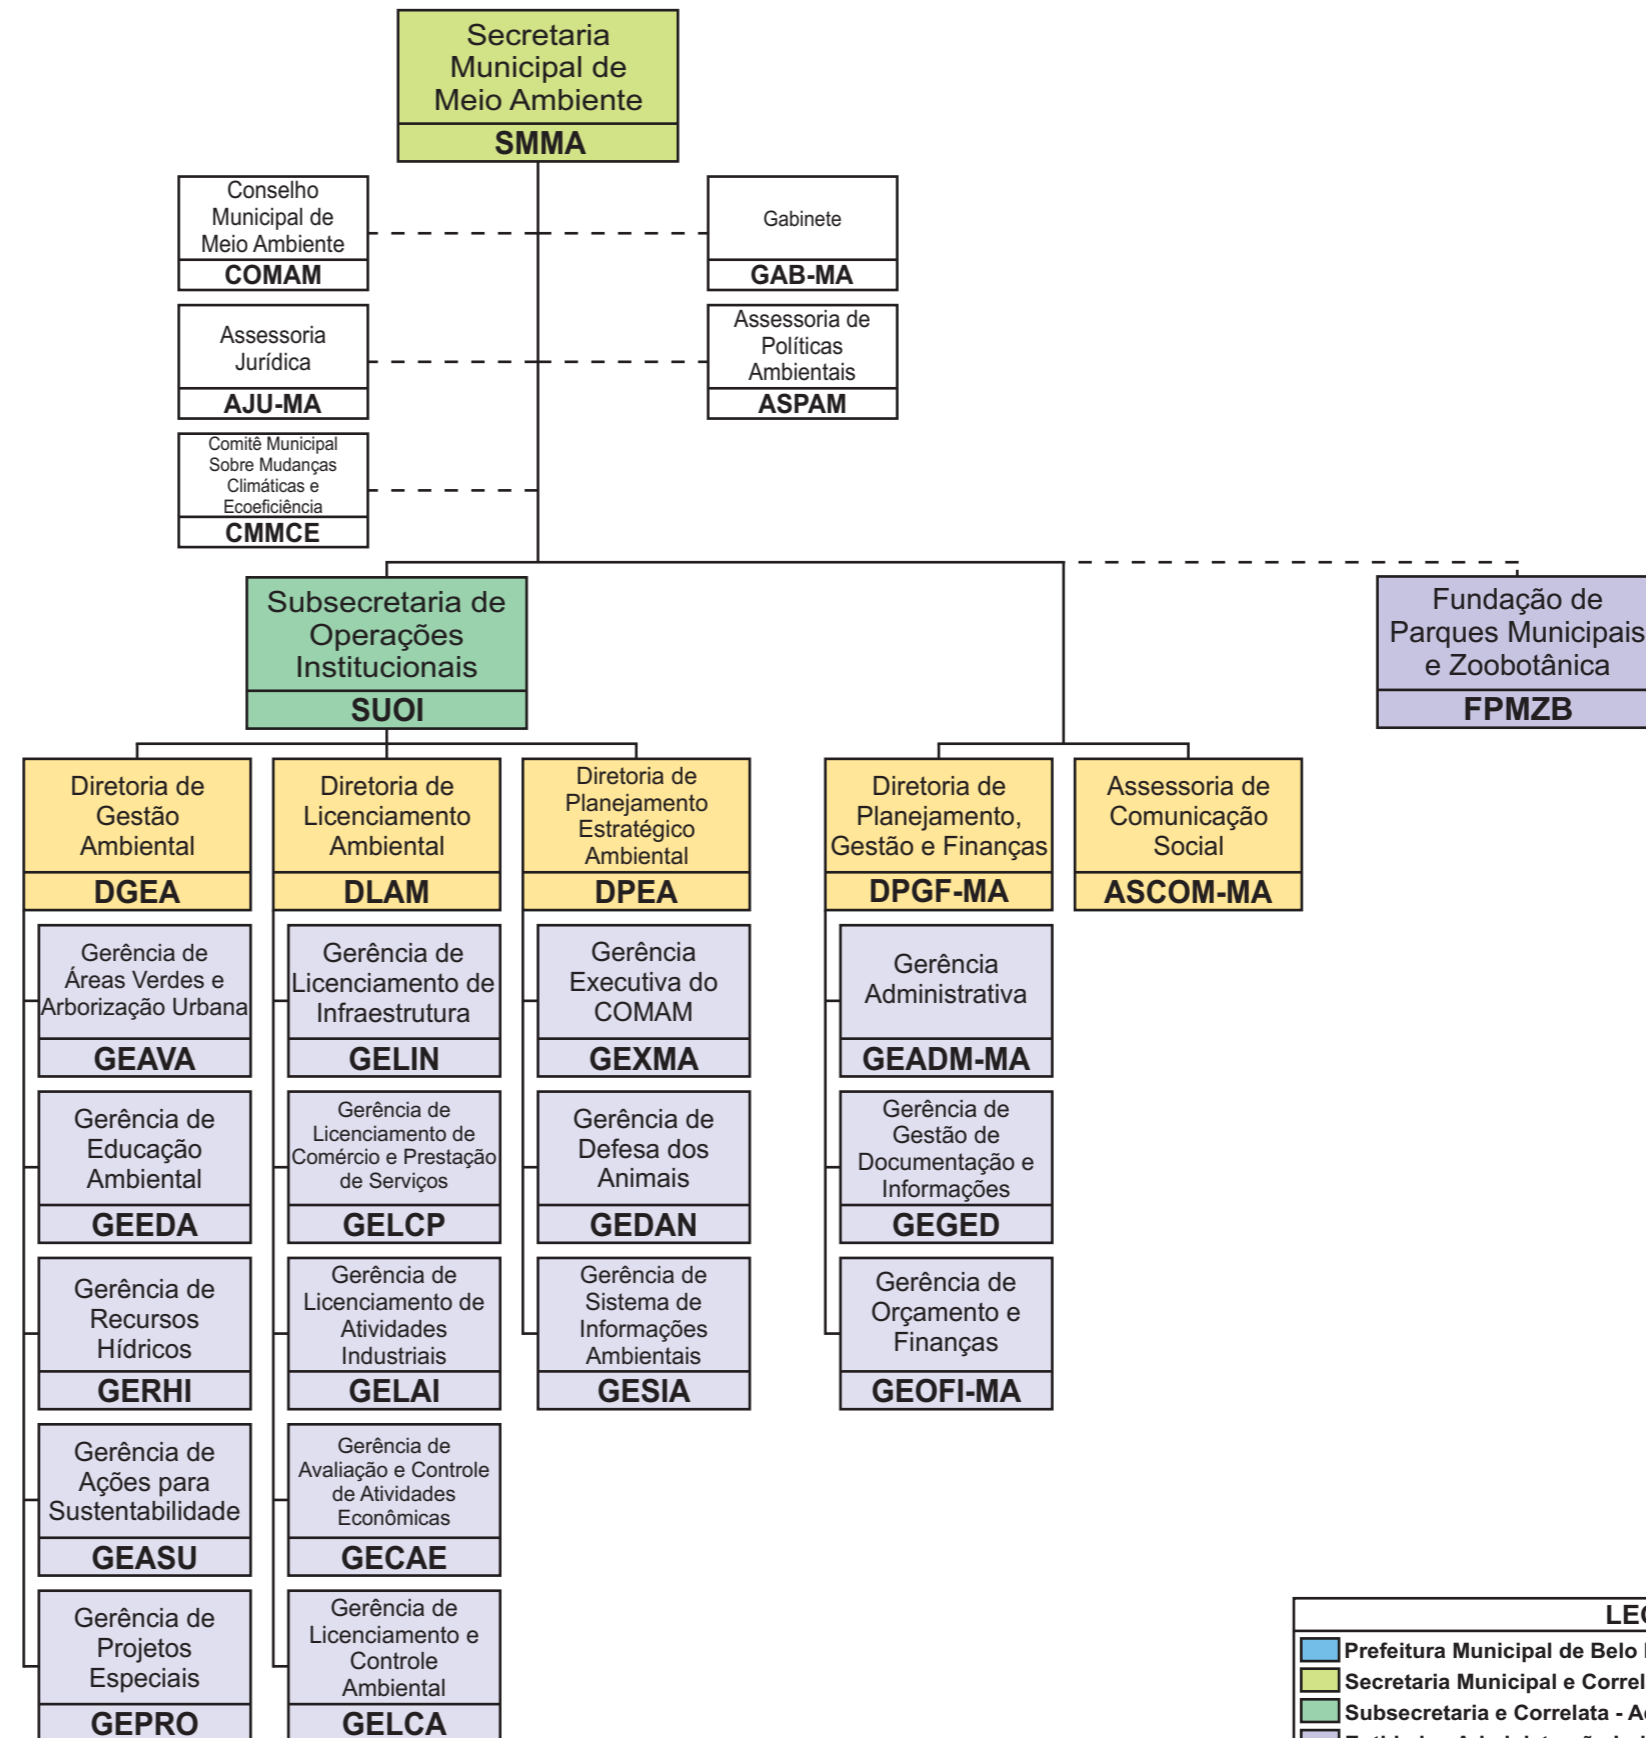 Secretaria
Municipal de
Meio Ambiente
SMMA
Conselho
Municipal de
Meio Ambiente
COMAM
Gabinete
GAB-MA
Assessoria
Jurídica
AJU-MA
Assessoria de
Políticas
Ambientais
ASPAM
Comitê Municipal
Sobre Mudanças
Climáticas e
Ecoeficiência
CMMCE
Subsecretaria de
Operações
Institucionais
SUOI
Fundação de
Parques Municipais
e Zoobotânica
FPMZB
Diretoria de
Gestão
Ambiental
DGEA
Diretoria de
Licenciamento
Ambiental
DLAM
Diretoria de
Planejamento
Estratégico
Ambiental
DPEA
Diretoria de
Planejamento,
Gestão e Finanças
DPGF-MA
Assessoria de
Comunicação
Social
ASCOM-MA
Gerência de
Áreas Verdes e
Arborização Urbana
GEAVA
Gerência de
Licenciamento de
Infraestrutura
GELIN
Gerência
Executiva do
COMAM
GEXMA
Gerência
Administrativa
GEADM-MA
Gerência de
Educação
Ambiental
GEEDA
Gerência de
Licenciamento de
Comércio e Prestação
de Serviços
GELCP
Gerência de
Defesa dos
Animais
GEDAN
Gerência de
Gestão de
Documentação e
Informações
GEGED
Gerência de
Recursos
Hídricos
GERHI
Gerência de
Licenciamento de
Atividades
Industriais
GELAI
Gerência de
Sistema de
Informações
Ambientais
GESIA
Gerência de
Orçamento e
Finanças
GEOFI-MA
Gerência de
Ações para
Sustentabilidade
GEASU
Gerência de
Avaliação e Controle
de Atividades
Econômicas
GECAE
Gerência de
Projetos
Especiais
GEPRO
Gerência de
Licenciamento e
Controle
Ambiental
GELCA
Prefeitura Municipal de Belo
Secretaria Municipal e
Subsecretaria e Correlata -